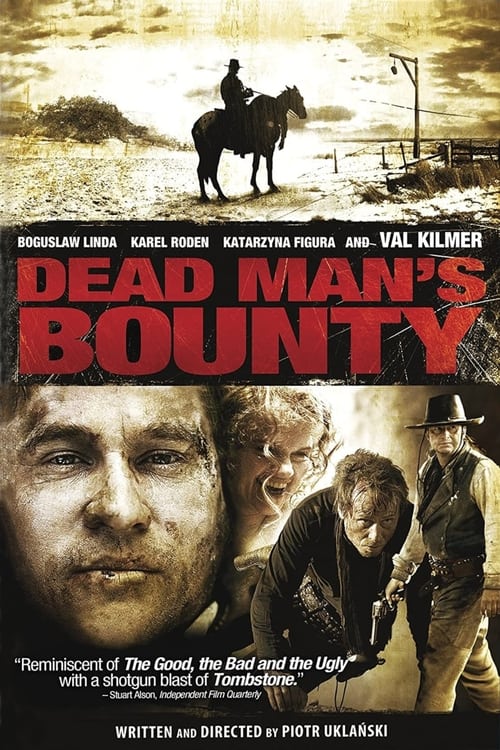 BOGUSLAW LINDA KAREL RODEN KATARZYNA FIGURA AND VAL KILMER
DEAD MAN'S
BOUNTY
"Reminiscent of The Good, the Bad and the Ugly
with a shotgun blast of Tombstone."
– Stuart Alson, Independent Film Quarterly
WRITTEN AND DIRECTED BY PIOTR UKLAŃSKI